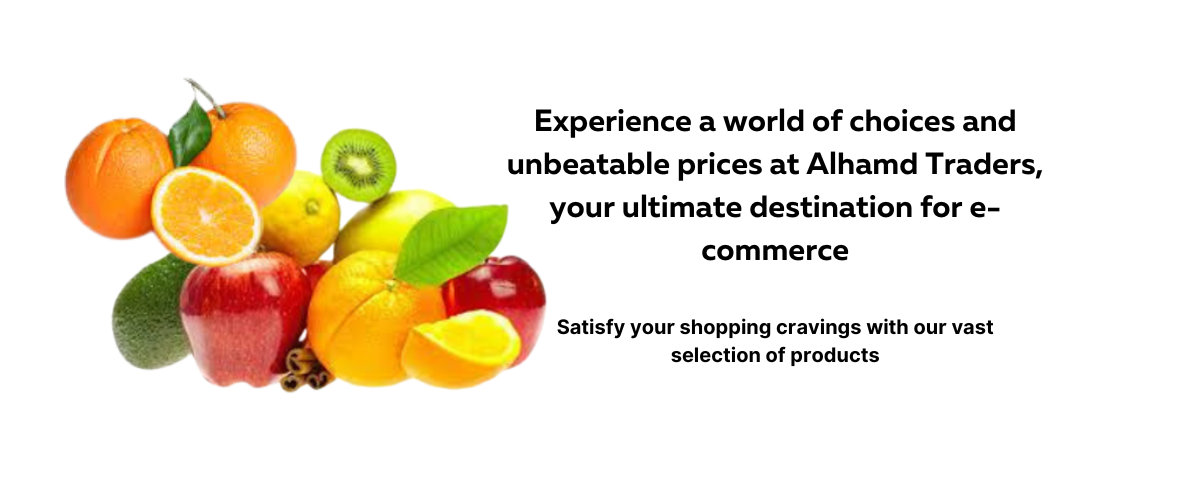 Experience a world of choices and
unbeatable prices at Alhamd Traders,
your ultimate destination for e-
commerce
Satisfy your shopping cravings with our vast
selection of products